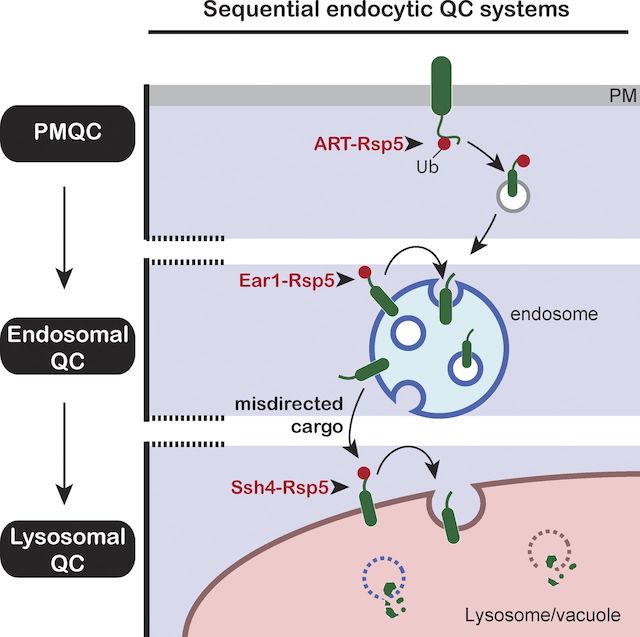 Sequential endocytic QC systems
PM
PMQC
ART-Rsp5
Ub
Ear1-Rsp5
endosome
Endosomal
QC
misdirected
cargo
Ssh4-Rsp5
Lysosomal
QC
Lysosome/vacuole